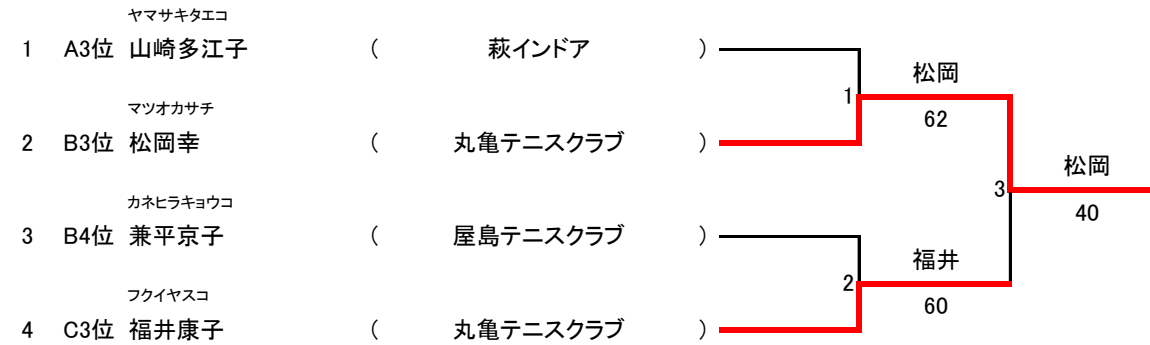 ヤマサキタエコ
1 A3位 山崎多江子 ( 萩インドア )
松岡
1
62
マツオカサチ
2 B3位 松岡幸 ( 丸亀テニスクラブ )
松岡
3
40
カネヒラキョウコ
3 B4位 兼平京子 ( 屋島テニスクラブ )
福井
2
60
フクイヤスコ
4 C3位 福井康子 ( 丸亀テニスクラブ )